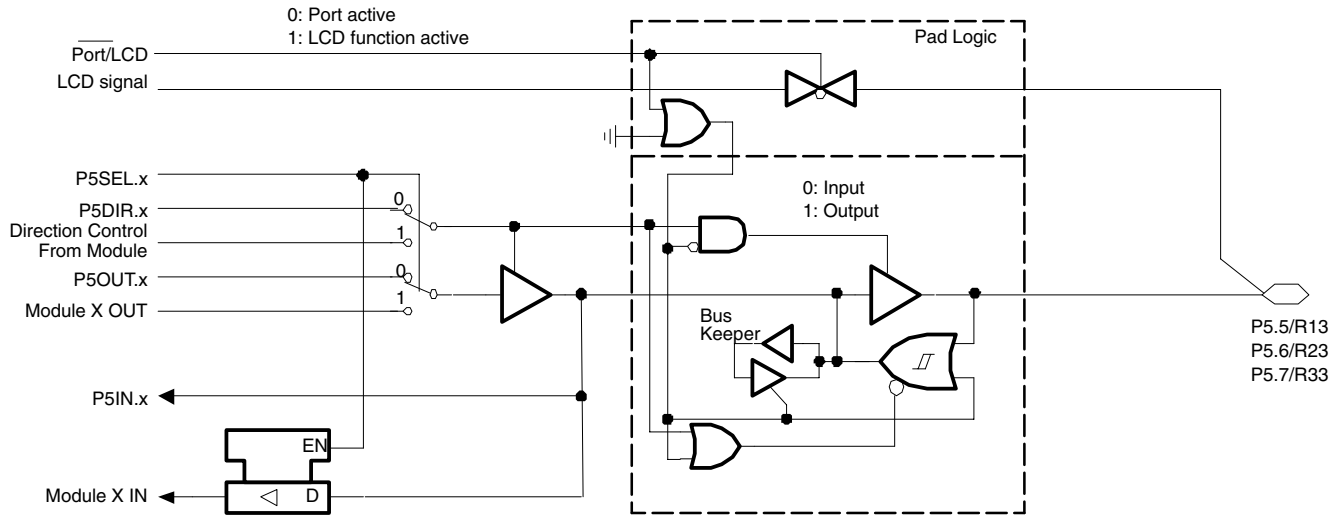 0: Port active
1: LCD function active
Pad Logic
Port/LCD
LCD signal
P5SEL.x
0: Input
1: Output
0
P5DIR.x
Direction Control
From Module
1
P5OUT.x
0
Module X OUT
1
Bus
Keeper
P5.5/R13
P5.6/R23
P5.7/R33
P5IN.x
EN
Module X IN
D